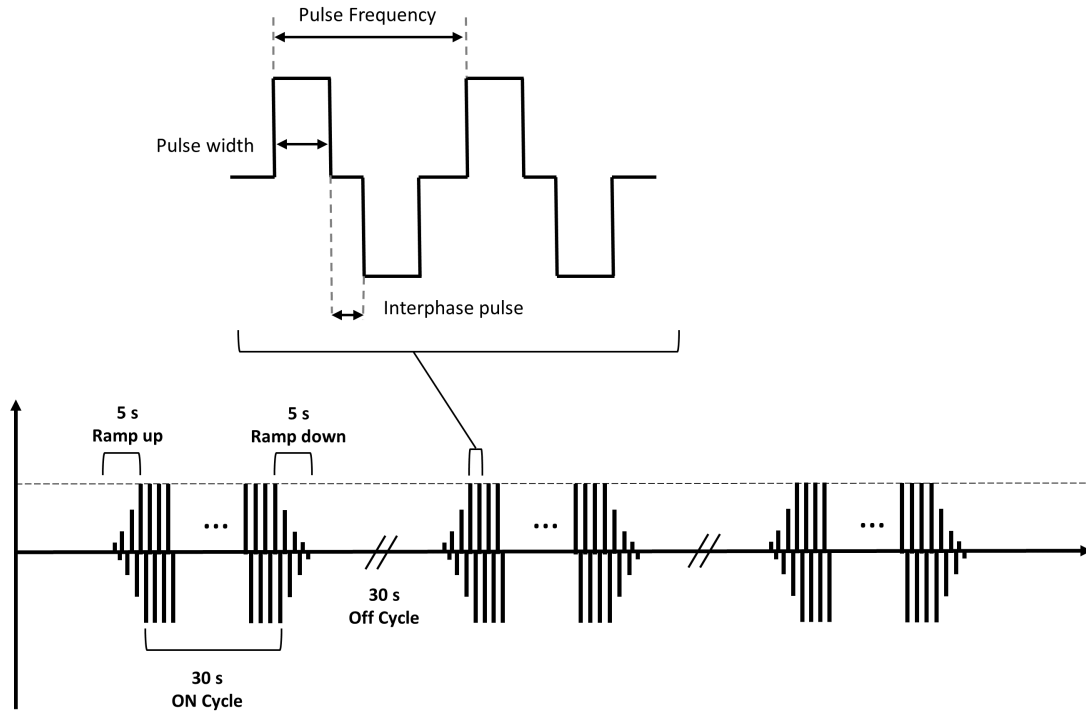 Pulse Frequency
Pulse width
Interphase pulse
5 s
Ramp up
5 s
Ramp down
...
...
...
30 s
Off Cycle
30 s
ON Cycle